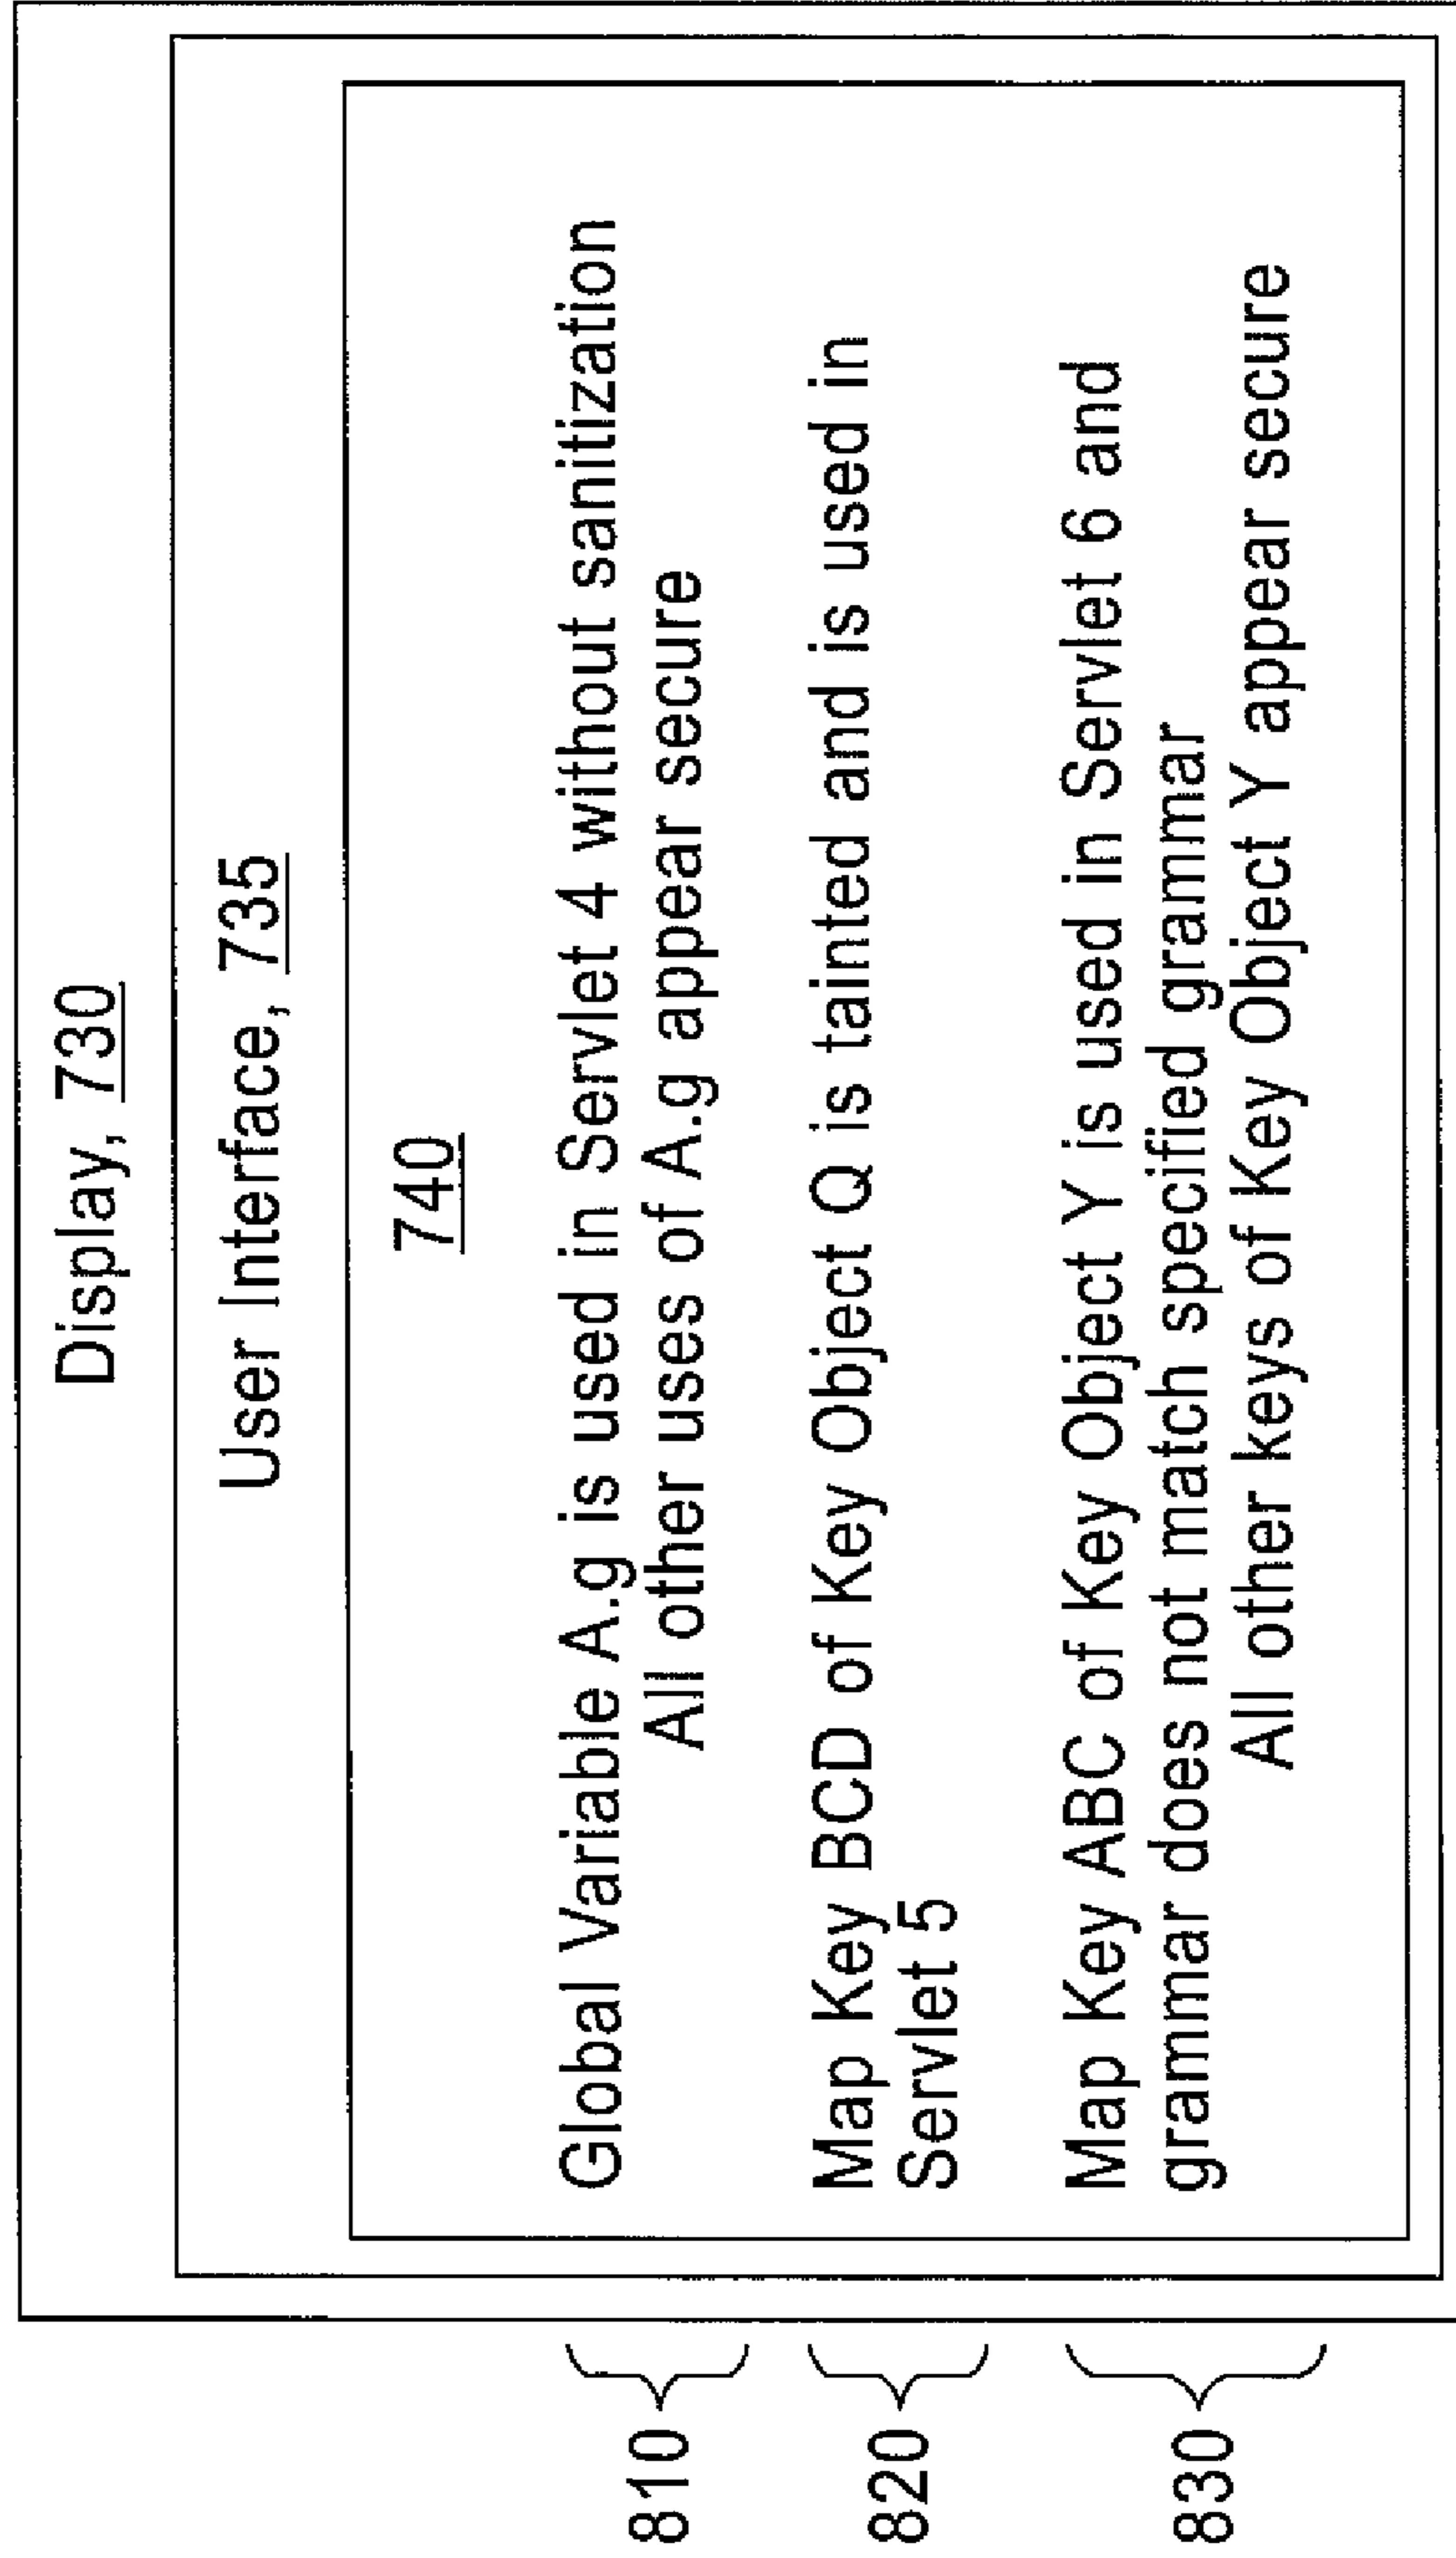 Display, 730
User Interface, 735
740
810
Global Variable A.g is used in Servlet 4 without sanitization
All other uses of A.g appear secure
820
Map Key BCD of Key Object Q is tainted and is used in
Servlet 5
830
Map Key ABC of Key Object Y is used in Servlet 6 and
grammar does not match specified grammar
All other keys of Key Object Y appear secure